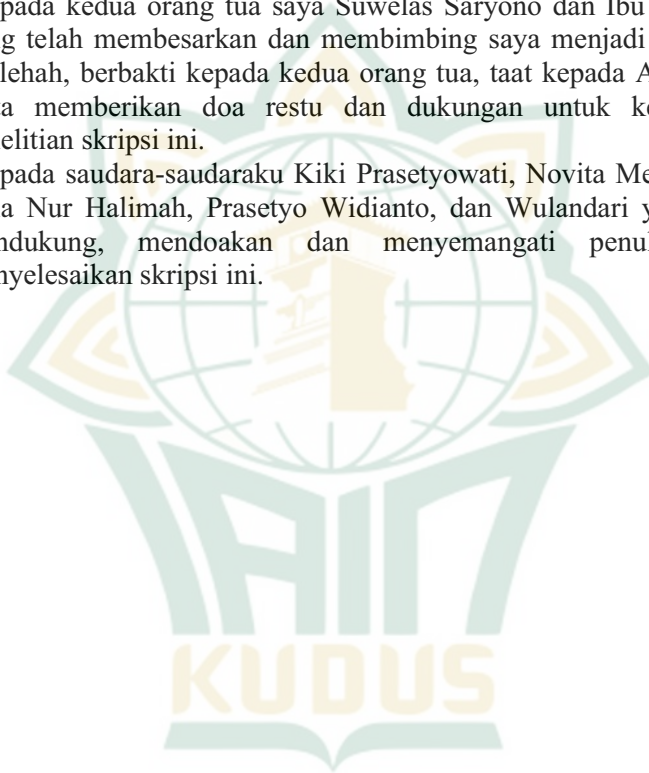 pada kedua orang tua saya Suwelas Saryono dan Ibu
g telah membesarkan dan membimbing saya menjadi
lehah, berbakti kepada kedua orang tua, taat kepada A
ta memberikan doa restu dan dukungan untuk ke
elitian skripsi ini.
pada saudara-saudaraku Kiki Prasetyowati, Novita Me
a Nur Halimah, Prasetyo Widianto, dan Wulandari y
ndukung, mendoakan dan menyemangati penul
nyelesaikan skripsi ini.
IAIN
KUDUS